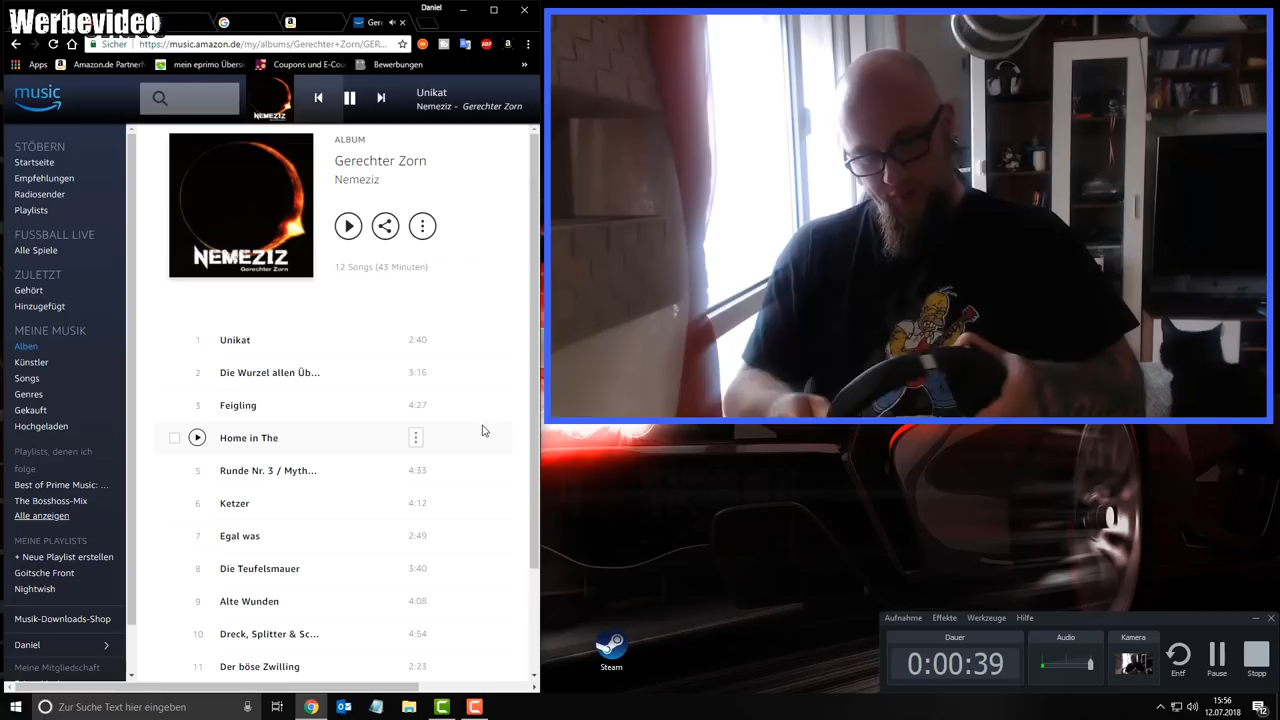 Werbevideo
Daniel
Gere
Sicher
https://music.amazon.de/my/albums/Gerechter+Zorn/GER...
Apps
Amazon.de Partner
mein eprimo Übersi
Coupons und E-Cou
Bewerbungen
»
music
Unikat
Nemeziz - Gerechter Zorn
STÖBERN
Startseite
Empfehlungen
Radiosender
Playlists
FUSSBALL LIVE
Alle Spiele
ZULETZT
Gehört
Hinzugefügt
MEINE MUSIK
Alben
Künstler
Songs
Genres
Gekauft
Hochgeladen
Playlists, denen ich
folge
Best of Prime Music: ...
The Bosshoss-Mix
Alle anzeigen
MEINE PLAYLISTS
+ Neue Playlist erstellen
Goitsche Front
Nightwish
Musik-Downloads-Shop
Daniel
Meine Mitgliedschaft
NEMEZIZ
Gerechter Zorn
ALBUM
Gerechter Zorn
Nemeziz
12 Songs (43 Minuten)
1 Unikat 2:40
2 Die Wurzel allen Üb... 3:16
3 Feigling 4:27
Home in The
5 Runde Nr. 3 / Myth... 4:33
6 Ketzer 4:12
7 Egal was 2:49
8 Die Teufelsmauer 3:40
9 Alte Wunden 4:08
10 Dreck, Splitter & Sc... 4:54
11 Der böse Zwilling 2:23
Steam
Aufnahme Effekte Werkzeuge Hilfe
Dauer
0:00:39
Audio
Kamera
Entf
Pause
Stopp
Zur Suche Text hier eingeben
15:56
12.07.2018
12